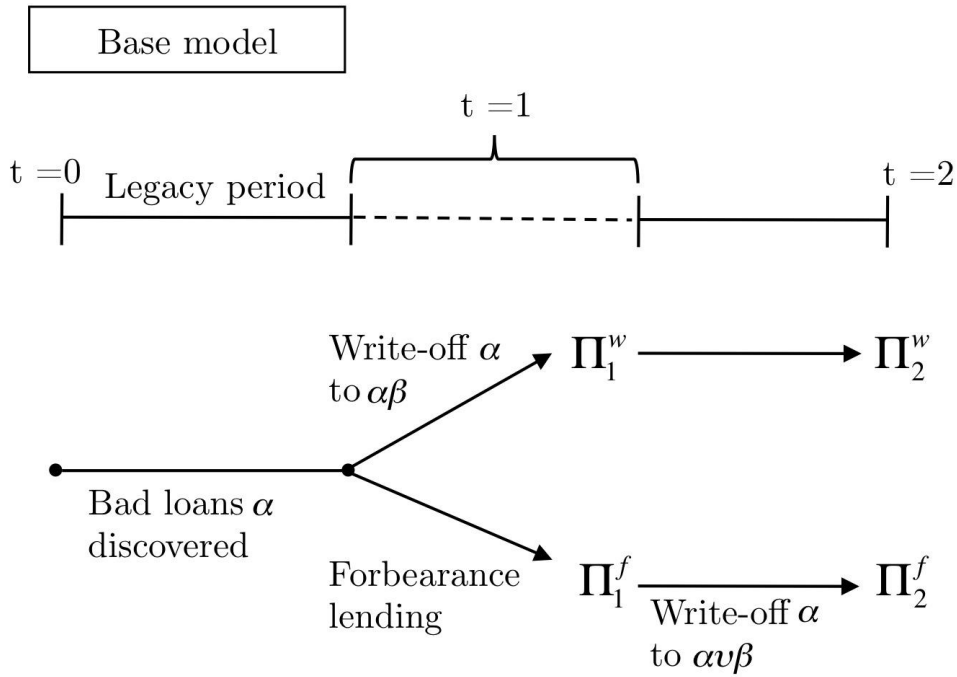 Base model
t =1
t =0
Legacy period
t =2
Write-off α
to αβ
Π₁ʷ
Π₂ʷ
Bad loans α
discovered
Forbearance
lending
Π₁ᶠ
Π₂ᶠ
Write-off α
to αυβ